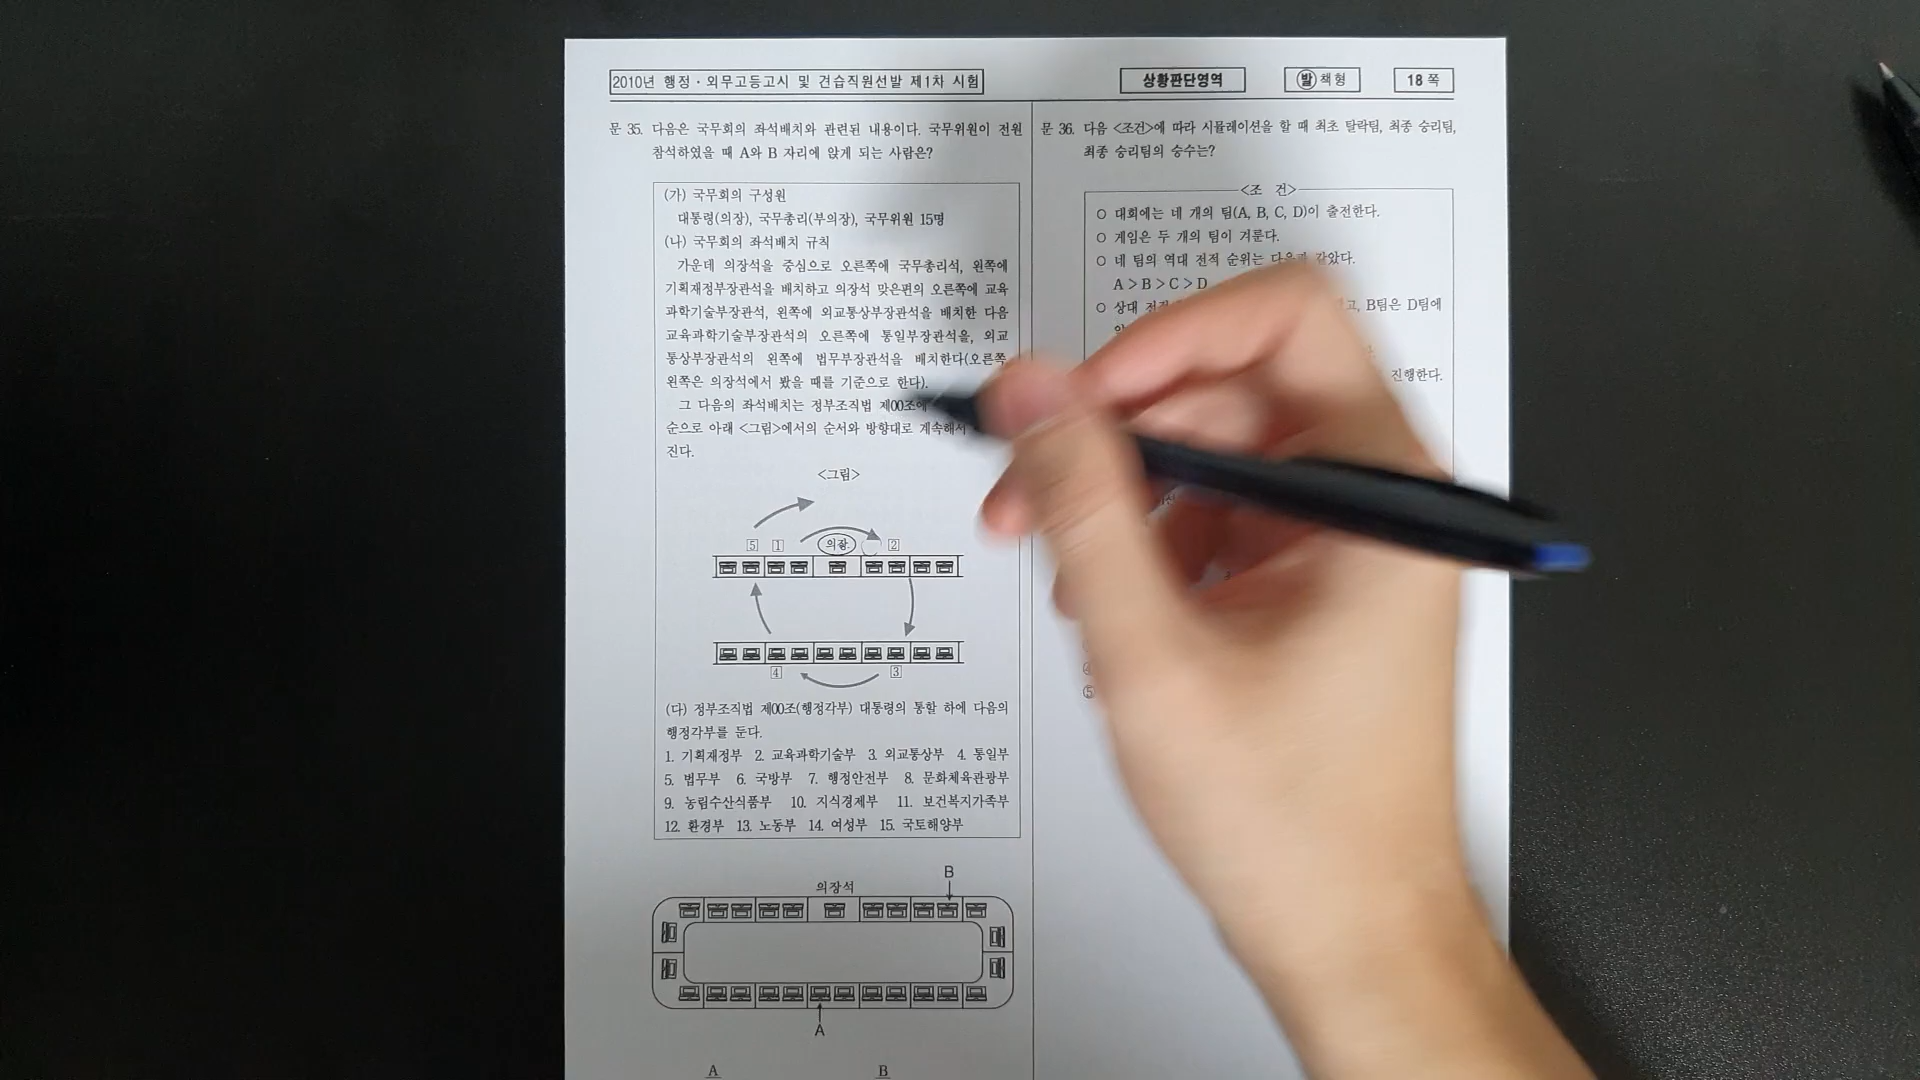 2010년 행정・외무고등고시 및 견습직원선발 제1차 시험
상황판단영역
발 책형
18 쪽
문 35. 다음은 국무회의 좌석배치와 관련된 내용이다. 국무위원이 전원
참석하였을 때 A와 B 자리에 앉게 되는 사람은?
(가) 국무회의 구성원
대통령(의장), 국무총리(부의장), 국무위원 15명
(나) 국무회의 좌석배치 규칙
가운데 의장석을 중심으로 오른쪽에 국무총리석, 왼쪽에
기획재정부장관석을 배치하고 의장석 맞은편의 오른쪽에 교육
과학기술부장관석, 왼쪽에 외교통상부장관석을 배치한 다음
교육과학기술부장관석의 오른쪽에 통일부장관석을, 외교
통상부장관석의 왼쪽에 법무부장관석을 배치한다(오른쪽,
왼쪽은 의장석에서 봤을 때를 기준으로 한다).
그 다음의 좌석배치는 정부조직법 제00조에
순으로 아래 <그림>에서의 순서와 방향대로 계속해서
진다.
<그림>
5 1 의장 2
4 3
(다) 정부조직법 제00조(행정각부) 대통령의 통할 하에 다음의
행정각부를 둔다.
1. 기획재정부 2. 교육과학기술부 3. 외교통상부 4. 통일부
5. 법무부 6. 국방부 7. 행정안전부 8. 문화체육관광부
9. 농림수산식품부 10. 지식경제부 11. 보건복지가족부
12. 환경부 13. 노동부 14. 여성부 15. 국토해양부
B
의장석
A
A B
문 36. 다음 <조건>에 따라 시뮬레이션을 할 때 최초 탈락팀, 최종 승리팀,
최종 승리팀의 승수는?
<조 건>
○ 대회에는 네 개의 팀(A, B, C, D)이 출전한다.
○ 게임은 두 개의 팀이 겨룬다.
○ 네 팀의 역대 전적 순위는 다음과 같았다.
A > B > C > D
○ 상대 B팀은 D팀에
진행한다.
④
⑤